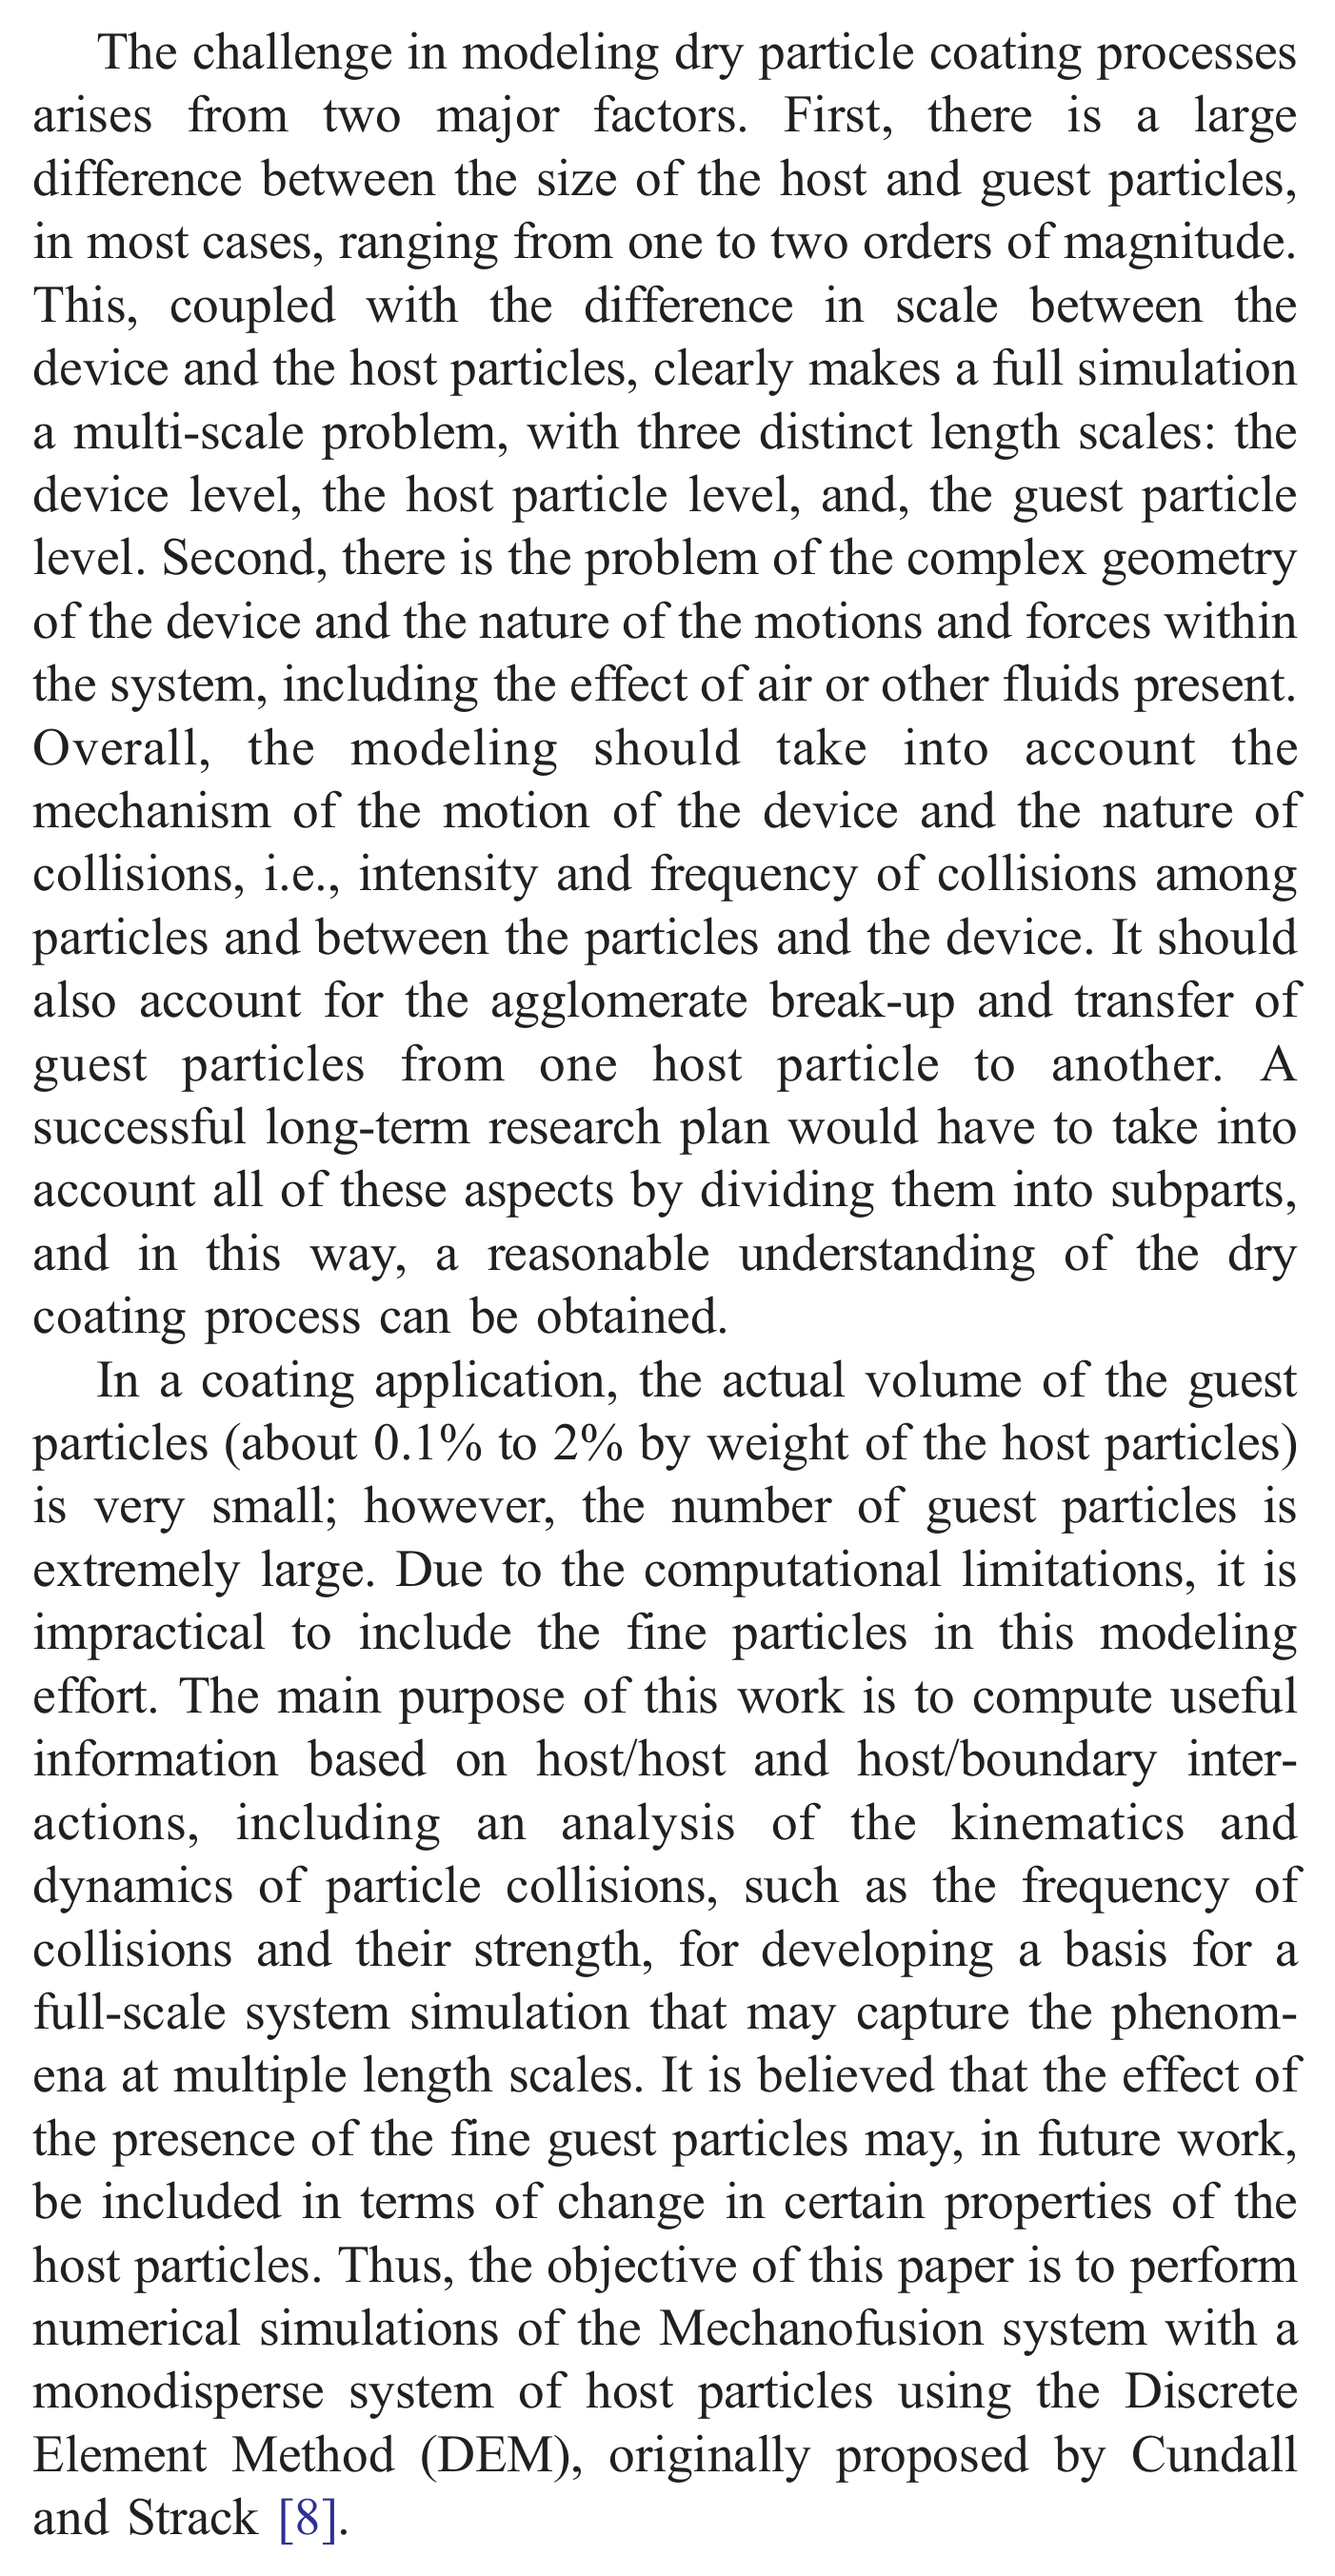 The challenge in modeling dry particle coating processes
arises from two major factors. First, there is a large
difference between the size of the host and guest particles,
in most cases, ranging from one to two orders of magnitude.
This, coupled with the difference in scale between the
device and the host particles, clearly makes a full simulation
a multi-scale problem, with three distinct length scales: the
device level, the host particle level, and, the guest particle
level. Second, there is the problem of the complex geometry
of the device and the nature of the motions and forces within
the system, including the effect of air or other fluids present.
Overall, the modeling should take into account the
mechanism of the motion of the device and the nature of
collisions, i.e., intensity and frequency of collisions among
particles and between the particles and the device. It should
also account for the agglomerate break-up and transfer of
guest particles from one host particle to another. A
successful long-term research plan would have to take into
account all of these aspects by dividing them into subparts,
and in this way, a reasonable understanding of the dry
coating process can be obtained.
In a coating application, the actual volume of the guest
particles (about 0.1% to 2% by weight of the host particles)
is very small; however, the number of guest particles is
extremely large. Due to the computational limitations, it is
impractical to include the fine particles in this modeling
effort. The main purpose of this work is to compute useful
information based on host/host and host/boundary inter-
actions, including an analysis of the kinematics and
dynamics of particle collisions, such as the frequency of
collisions and their strength, for developing a basis for a
full-scale system simulation that may capture the phenom-
ena at multiple length scales. It is believed that the effect of
the presence of the fine guest particles may, in future work,
be included in terms of change in certain properties of the
host particles. Thus, the objective of this paper is to perform
numerical simulations of the Mechanofusion system with a
monodisperse system of host particles using the Discrete
Element Method (DEM), originally proposed by Cundall
and Strack [8].